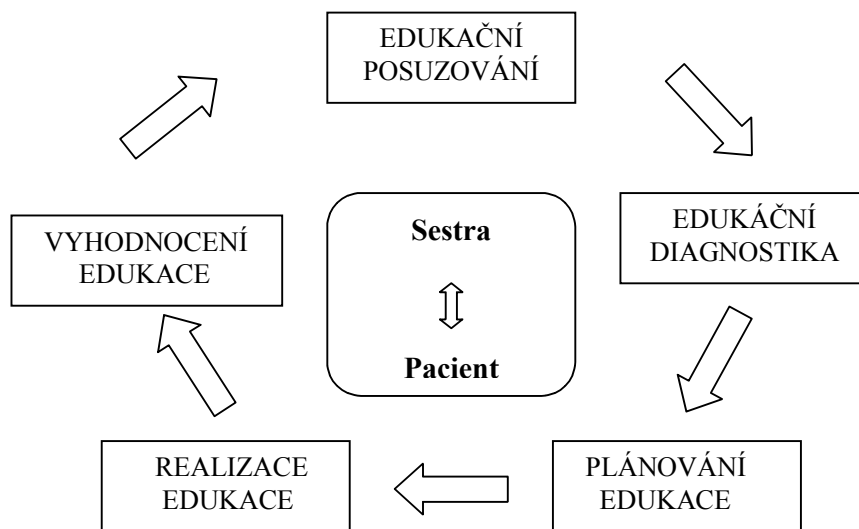 EDUKAČNÍ
POSUZOVÁNÍ
EDUKÁČNÍ
DIAGNOSTIKA
PLÁNOVÁNÍ
EDUKACE
REALIZACE
EDUKACE
VYHODNOCENÍ
EDUKACE
Sestra
Pacient